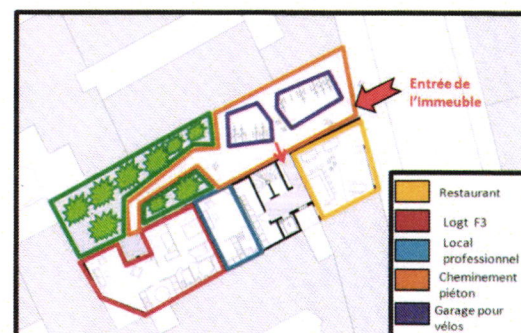 Entrée de
l'Immeuble
Restaurant
Logt F3
Local
professionnel
Cheminement
piéton
Garage pour
vélos